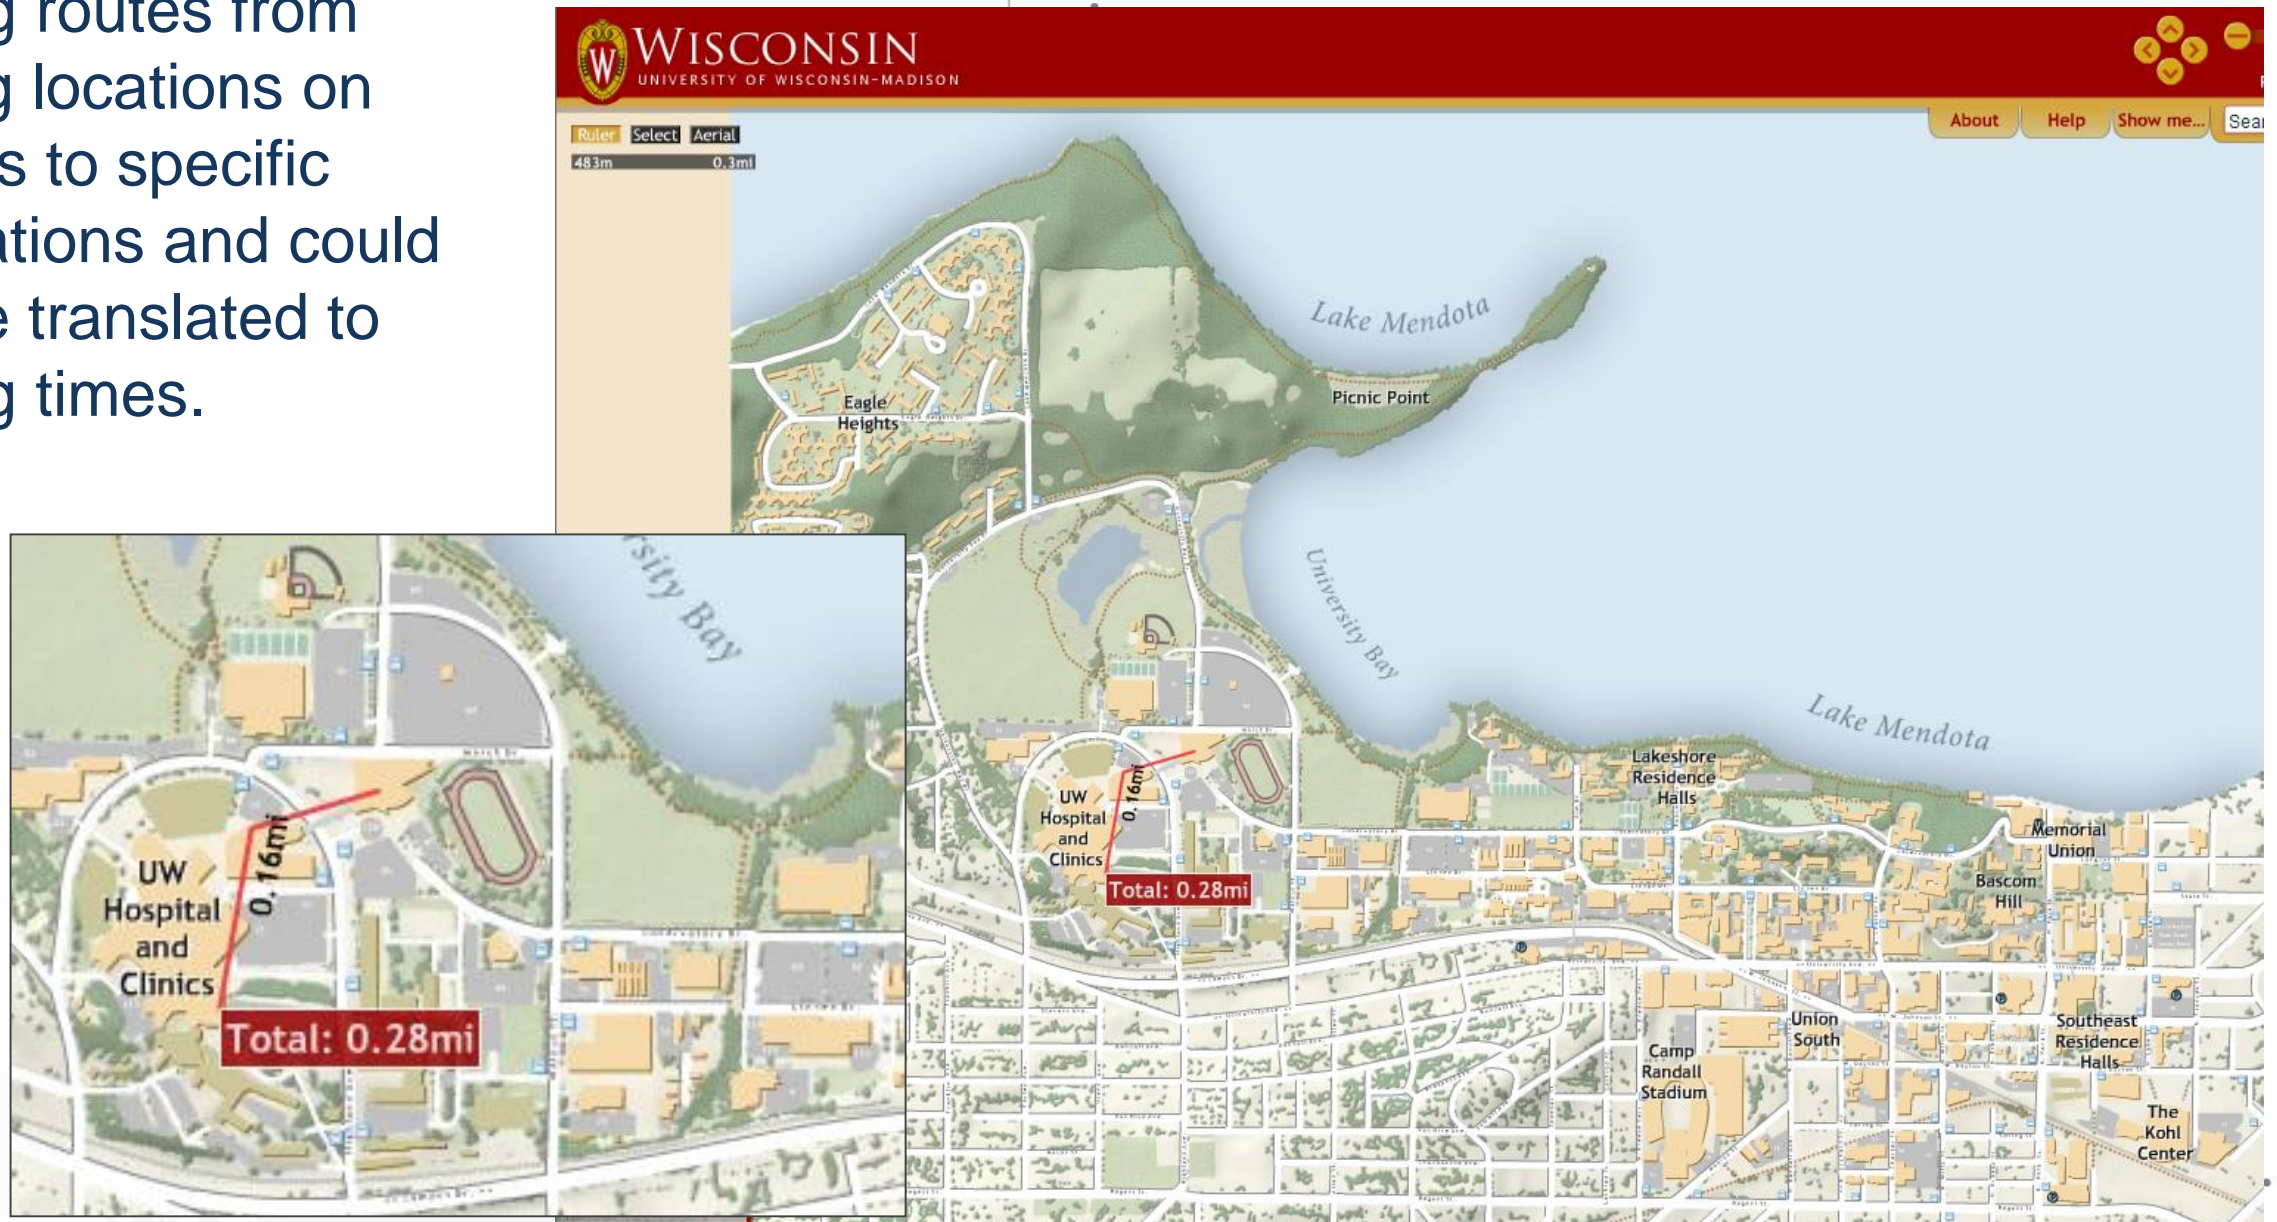 g routes from
g locations on
s to specific
ations and could
e translated to
g times.
W
WISCONSIN
UNIVERSITY OF WISCONSIN-MADISON
About
Help
Show me...
Sear
Ruler Select Aerial
483m 0.3mi
Lake Mendota
Picnic Point
Eagle
Heights
University Bay
Lake Mendota
Lakeshore
Residence
Halls
Memorial
Union
Bascom
Hill
UW
Hospital
and
Clinics
0.16mi
Total: 0.28mi
Union
South
Camp
Randall
Stadium
Southeast
Residence
Halls
The
Kohl
Center
rsity Bay
UW
Hospital
and
Clinics
0.16mi
Total: 0.28mi